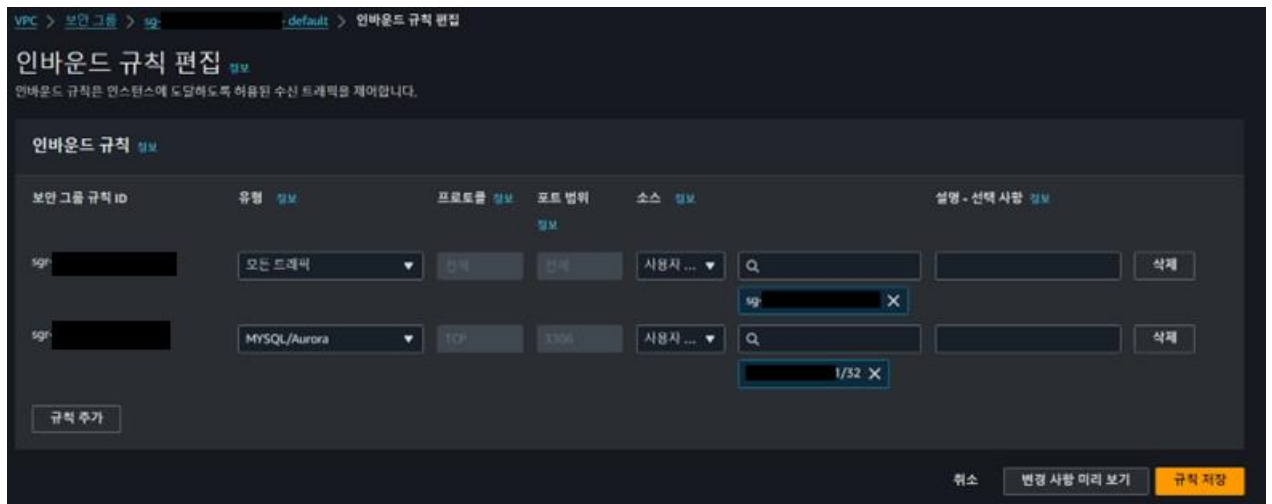 VPC > 보안 그룹 > sg- - default > 인바운드 규칙 편집
인바운드 규칙 편집 정보
인바운드 규칙은 인스턴스에 도달하도록 허용된 수신 트래픽을 제어합니다.
인바운드 규칙 정보
보안 그룹 규칙 ID 유형 정보 프로토콜 정보 포트 범위 소스 정보 설명 - 선택 사항 정보
정보
sgr- 모든 트래픽 전체 전체 사용자 ... 삭제
sg-
sgr- MYSQL/Aurora TCP 3306 사용자 ... 삭제
1/32
규칙 추가
취소 변경 사항 미리 보기 규칙 저장